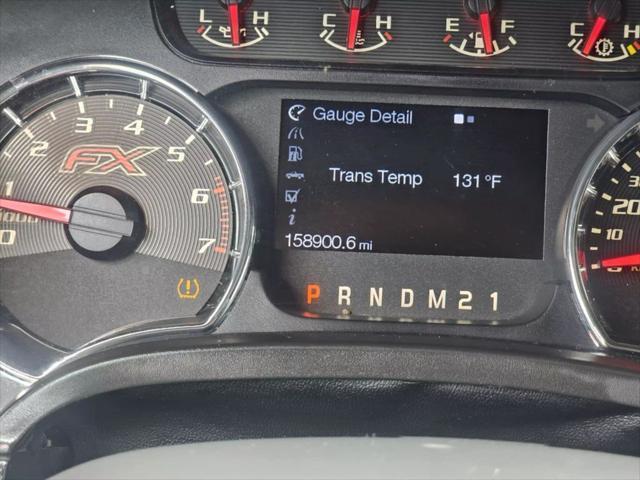 L H C H E F C H
Gauge Detail
Trans Temp 131 °F
158900.6 mi
P R N D M 2 1
0 1 2 3 4 5 6 7
FX
20
10
i